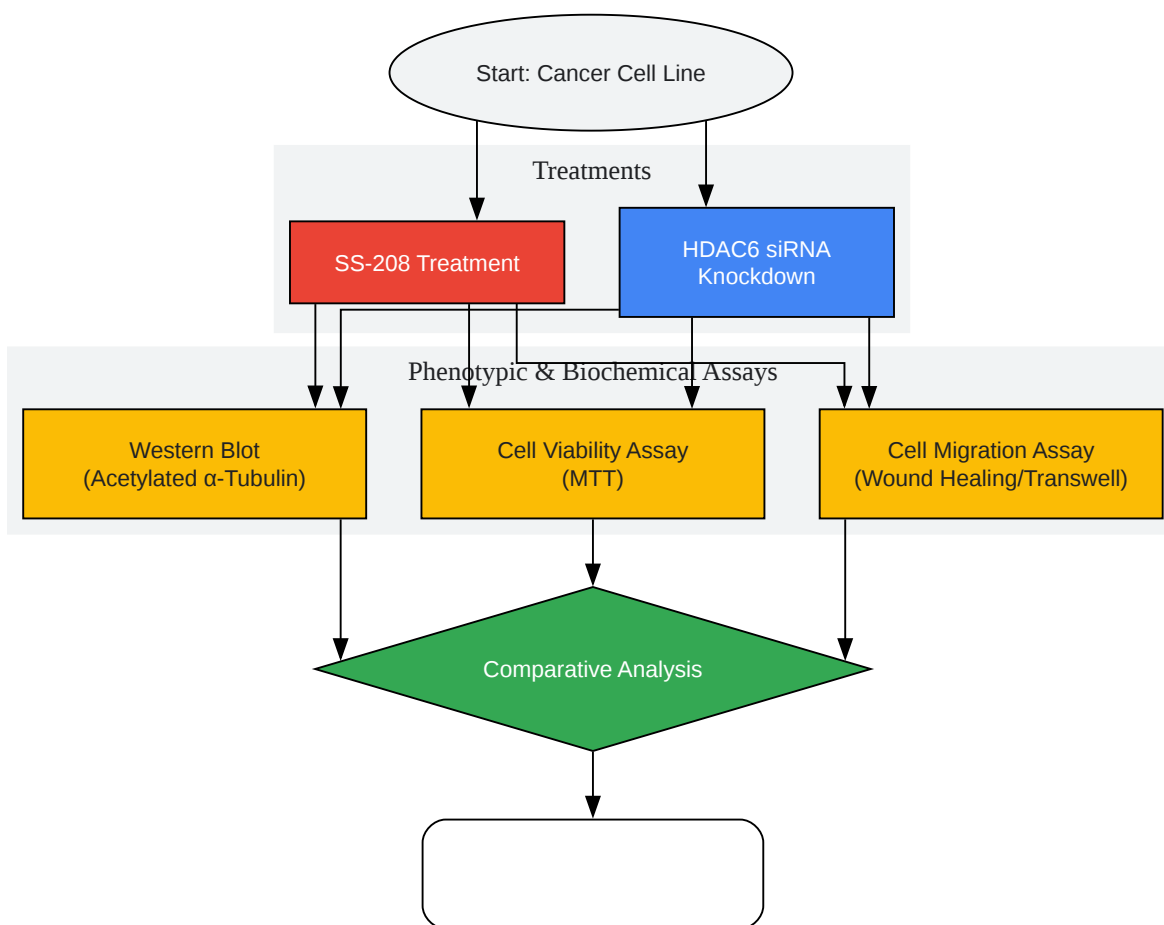 Start: Cancer Cell Line
Treatments
SS-208 Treatment
HDAC6 siRNA
Knockdown
Phenotypic & Biochemical Assays
Western Blot
(Acetylated α-Tubulin)
Cell Viability Assay
(MTT)
Cell Migration Assay
(Wound Healing/Transwell)
Comparative Analysis